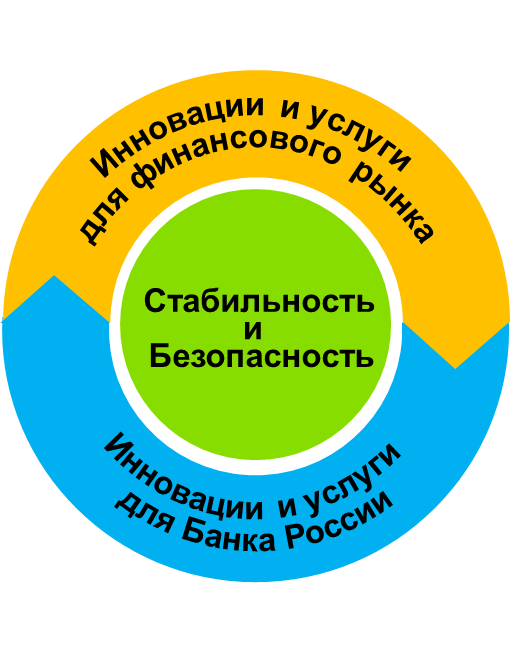 Инновации и услуги
для финансового рынка
Стабильность
и
Безопасность
Инновации и услуги
для Банка России